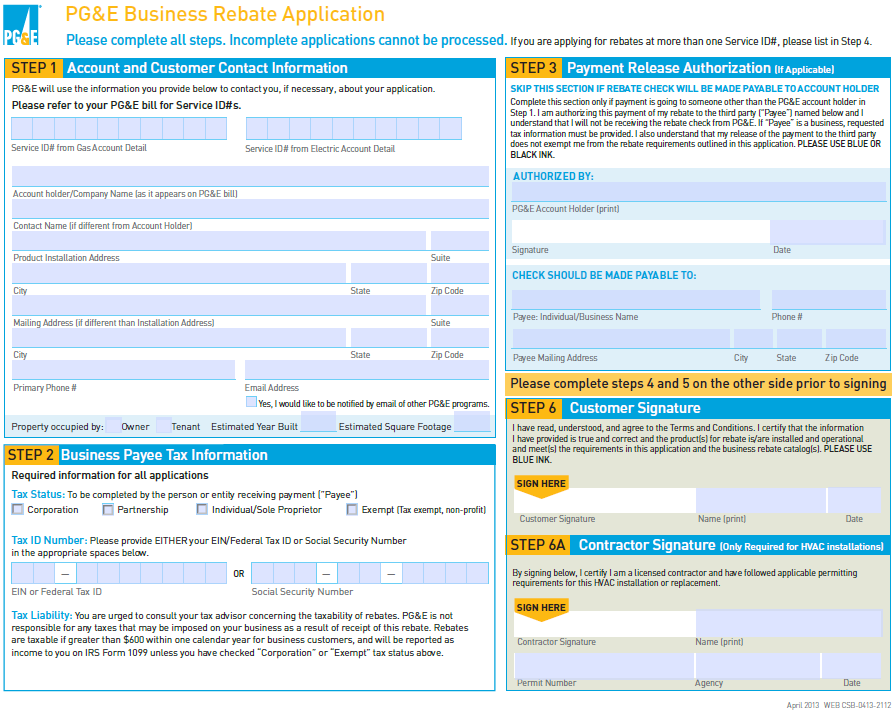 PG&E
PG&E Business Rebate Application
Please complete all steps. Incomplete applications cannot be processed. If you are applying for rebates at more than one Service ID#, please list in Step 4.
STEP 1 Account and Customer Contact Information
PG&E will use the information you provide below to contact you, if necessary, about your application.
Please refer to your PG&E bill for Service ID#s.
Service ID# from Gas Account Detail
Service ID# from Electric Account Detail
Account holder/Company Name (as it appears on PG&E bill)
Contact Name (if different from Account Holder)
Product Installation Address Suite
City State Zip Code
Mailing Address (if different than Installation Address) Suite
City State Zip Code
Primary Phone # Email Address
Yes, I would like to be notified by email of other PG&E programs.
Property occupied by: Owner Tenant Estimated Year Built Estimated Square Footage
STEP 2 Business Payee Tax Information
Required information for all applications
Tax Status: To be completed by the person or entity receiving payment ("Payee")
Corporation Partnership Individual/Sole Proprietor Exempt (Tax exempt, non-profit)
Tax ID Number: Please provide EITHER your EIN/Federal Tax ID or Social Security Number
in the appropriate spaces below.
— OR — —
EIN or Federal Tax ID Social Security Number
Tax Liability: You are urged to consult your tax advisor concerning the taxability of rebates. PG&E is not
responsible for any taxes that may be imposed on your business as a result of receipt of this rebate. Rebates
are taxable if greater than $600 within one calendar year for business customers, and will be reported as
income to you on IRS Form 1099 unless you have checked "Corporation" or "Exempt" tax status above.
STEP 3 Payment Release Authorization (If Applicable)
SKIP THIS SECTION IF REBATE CHECK WILL BE MADE PAYABLE TO ACCOUNT HOLDER
Complete this section only if payment is going to someone other than the PG&E account holder in
Step 1. I am authorizing this payment of my rebate to the third party ("Payee") named below and I
understand that I will not be receiving the rebate check from PG&E. If "Payee" is a business, requested
tax information must be provided. I also understand that my release of the payment to the third party
does not exempt me from the rebate requirements outlined in this application. PLEASE USE BLUE OR
BLACK INK.
AUTHORIZED BY:
PG&E Account Holder (print)
Signature Date
CHECK SHOULD BE MADE PAYABLE TO:
Payee: Individual/Business Name Phone #
Payee Mailing Address City State Zip Code
Please complete steps 4 and 5 on the other side prior to signing
STEP 6 Customer Signature
I have read, understood, and agree to the Terms and Conditions. I certify that the information
I have provided is true and correct and the product(s) for rebate is/are installed and operational
and meet(s) the requirements in this application and the business rebate catalog(s). PLEASE USE
BLUE INK.
SIGN HERE
Customer Signature Name (print) Date
STEP 6A Contractor Signature (Only Required for HVAC installations)
By signing below, I certify I am a licensed contractor and have followed applicable permitting
requirements for this HVAC installation or replacement.
SIGN HERE
Contractor Signature Name (print)
Permit Number Agency Date
April 2013 WEB CSB-0413-2112